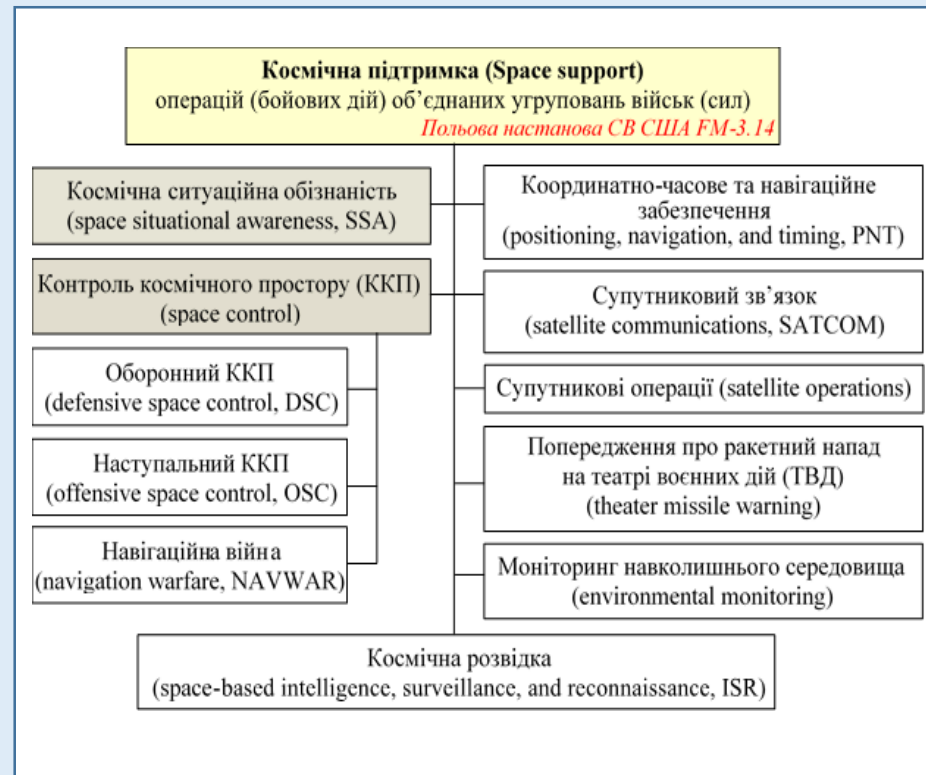 Космічна підтримка (Space support)
операцій (бойових дій) об’єднаних угруповань військ (сил)
Польова настанова СВ США FM-3.14
Космічна ситуаційна обізнаність
(space situational awareness, SSA)
Контроль космічного простору (ККП)
(space control)
Оборонний ККП
(defensive space control, DSC)
Наступальний ККП
(offensive space control, OSC)
Навігаційна війна
(navigation warfare, NAVWAR)
Координатно-часове та навігаційне
забезпечення
(positioning, navigation, and timing, PNT)
Супутниковий зв’язок
(satellite communications, SATCOM)
Супутникові операції (satellite operations)
Попередження про ракетний напад
на театрі воєнних дій (ТВД)
(theater missile warning)
Моніторинг навколишнього середовища
(environmental monitoring)
Космічна розвідка
(space-based intelligence, surveillance, and reconnaissance, ISR)